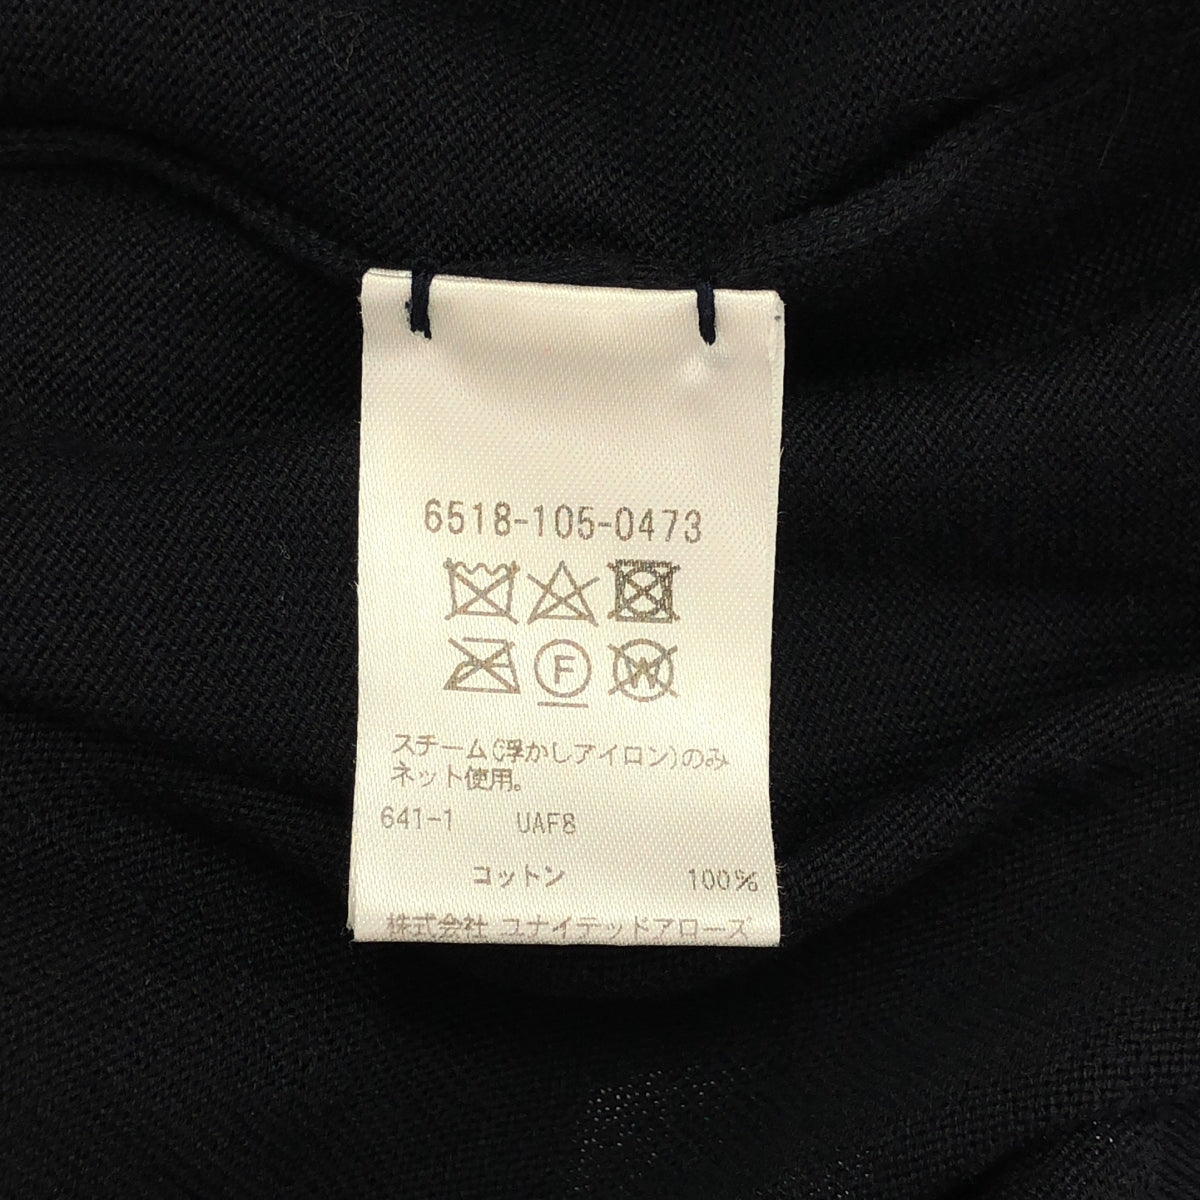 6518-105-0473
F W
スチーム(浮かしアイロン)のみ
ネット使用。
641-1 UAF8
コットン 100%
株式会社 ユナイテッドアローズ